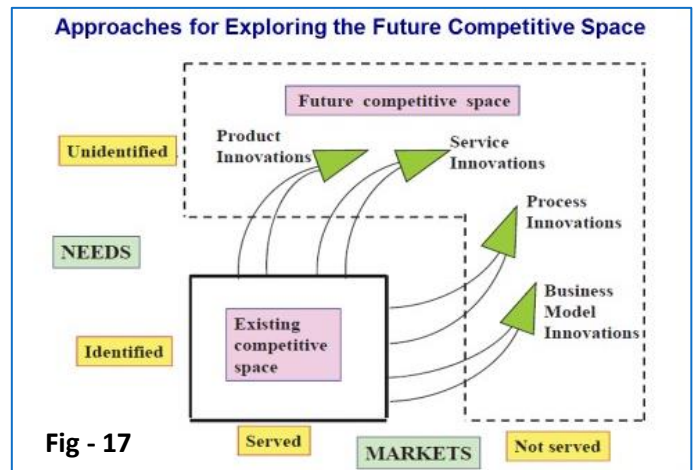 Approaches for Exploring the Future Competitive Space
Future competitive space
Unidentified
Product
Innovations
Service
Innovations
Process
Innovations
NEEDS
Business
Model
Innovations
Existing
competitive
space
Identified
Fig - 17
Served
MARKETS
Not served